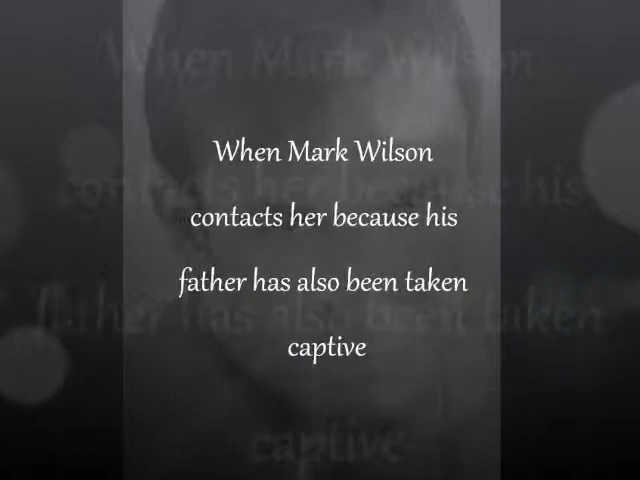 When Mark Wilson
contacts her because his
father has also been taken
captive